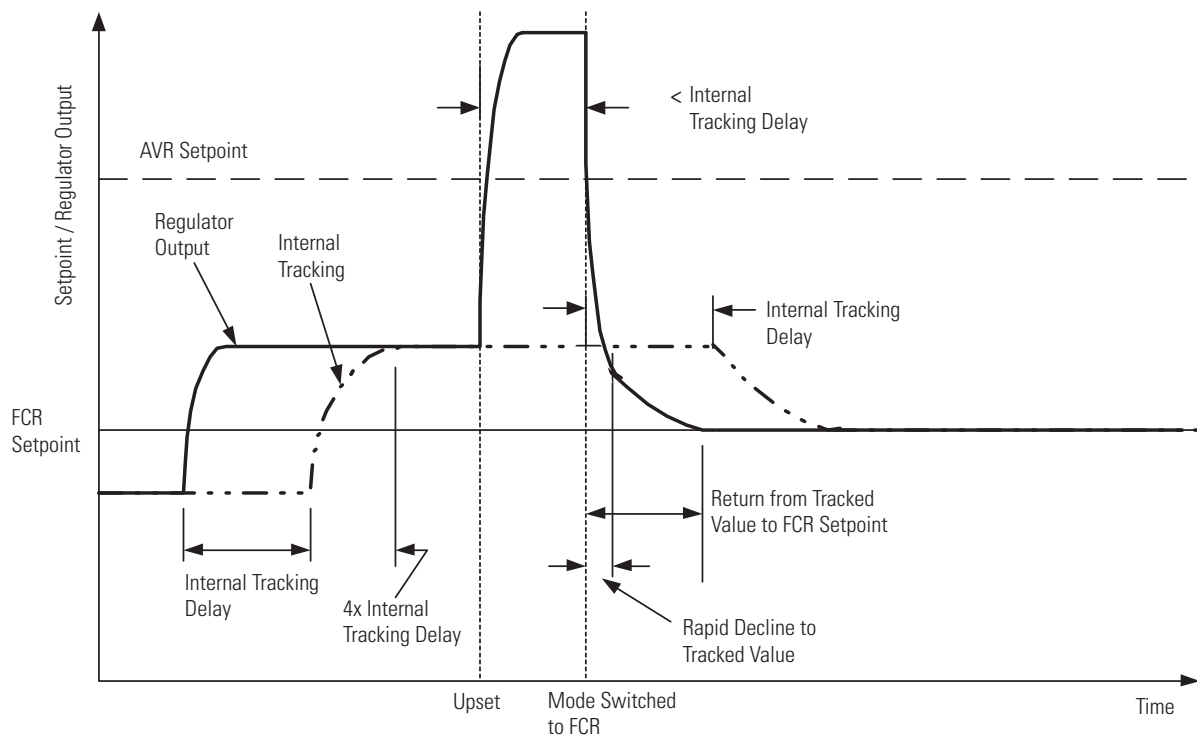 Setpoint / Regulator Output
< Internal
Tracking Delay
AVR Setpoint
Regulator
Output
Internal
Tracking
Internal Tracking
Delay
FCR
Setpoint
Return from Tracked
Value to FCR Setpoint
Internal Tracking
Delay
4x Internal
Tracking Delay
Rapid Decline to
Tracked Value
Upset
Mode Switched
to FCR
Time